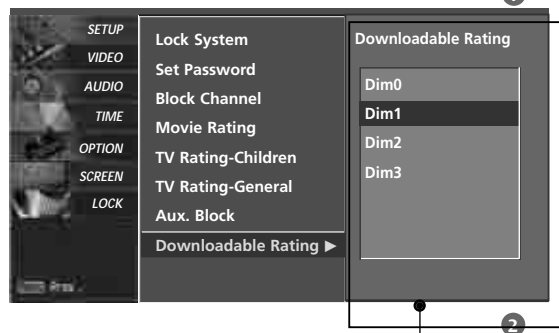 SETUP
VIDEO
AUDIO
TIME
OPTION
SCREEN
LOCK
Lock System
Set Password
Block Channel
Movie Rating
TV Rating-Children
TV Rating-General
Aux. Block
Downloadable Rating ►
Downloadable Rating
Dim0
Dim1
Dim2
Dim3
2